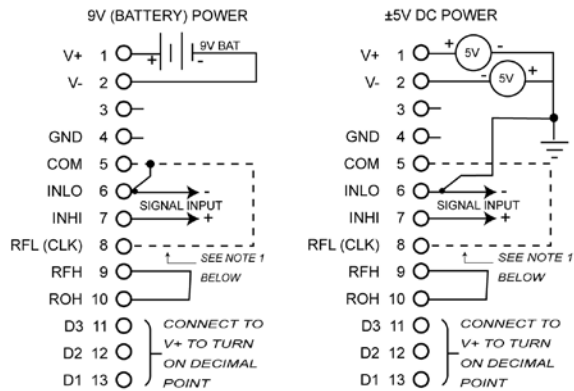 9V (BATTERY) POWER
V+ 1 + 9V BAT -
V- 2
3
GND 4
COM 5
INLO 6 -
SIGNAL INPUT
INHI 7 +
RFL (CLK) 8
SEE NOTE 1
RFH 9 BELOW
ROH 10
D3 11 CONNECT TO
D2 12 V+ TO TURN
ON DECIMAL
D1 13 POINT
±5V DC POWER
V+ 1 + 5V -
V- 2 - 5V +
3
GND 4
COM 5
INLO 6 -
SIGNAL INPUT
INHI 7 +
RFL (CLK) 8
SEE NOTE 1
RFH 9 BELOW
ROH 10
D3 11 CONNECT TO
D2 12 V+ TO TURN
ON DECIMAL
D1 13 POINT